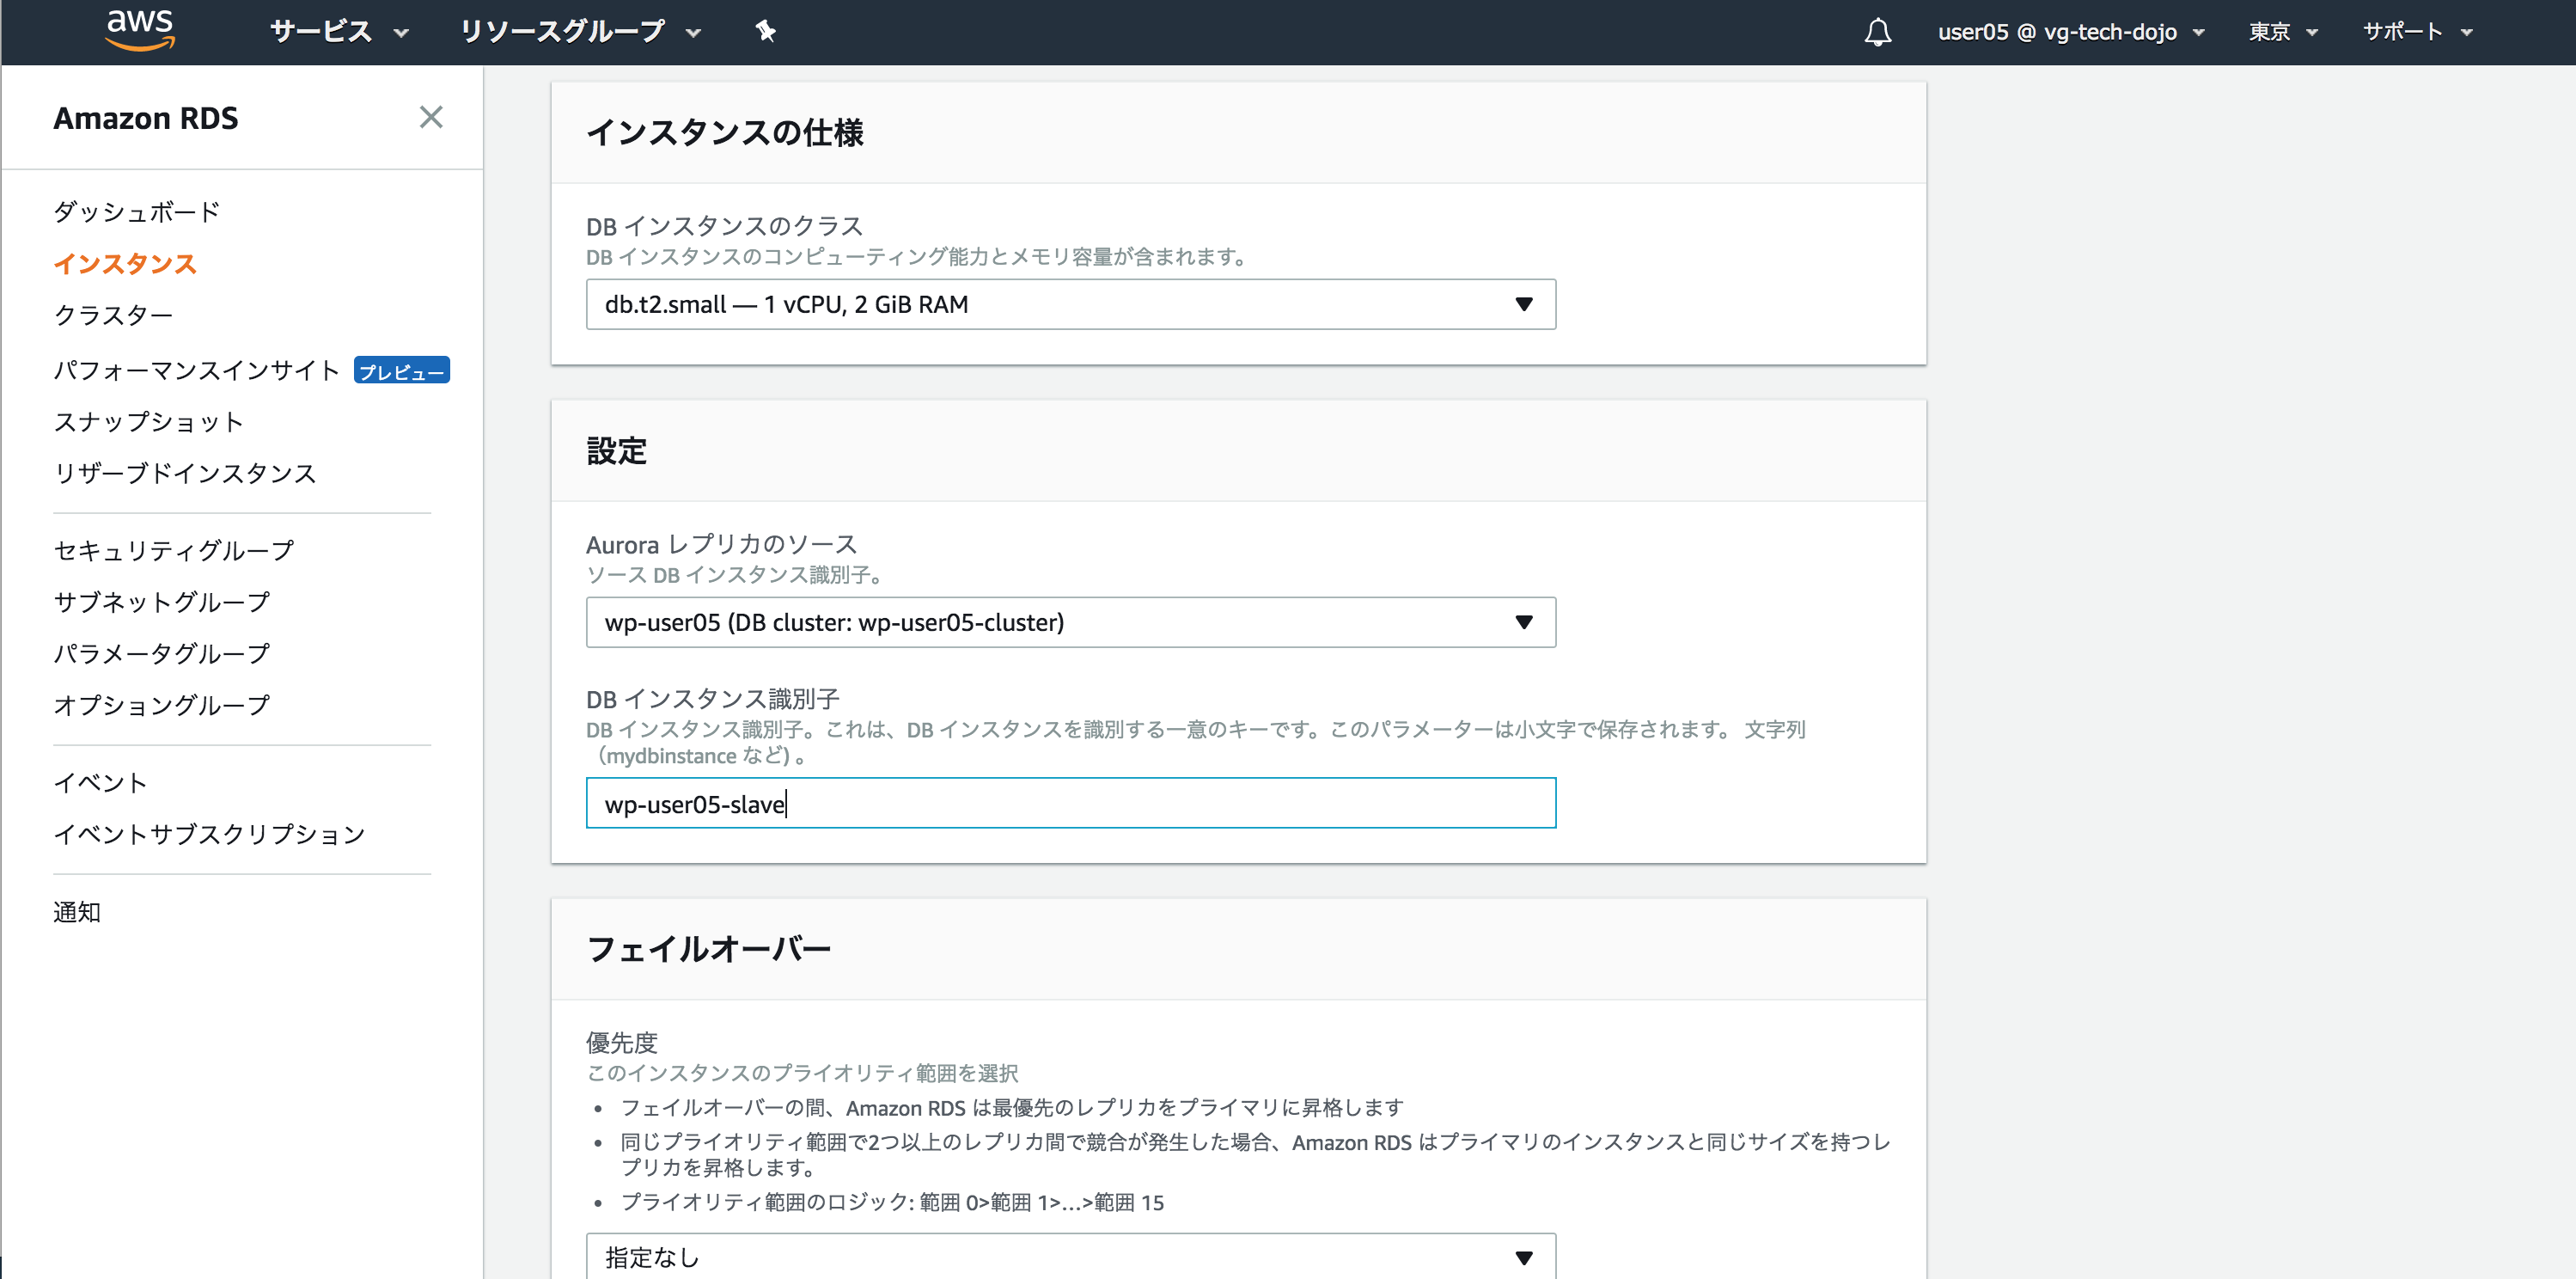 aws サービス リソースグループ user05 @ vg-tech-dojo 東京 サポート
Amazon RDS
ダッシュボード
インスタンス
クラスター
パフォーマンスインサイト プレビュー
スナップショット
リザーブドインスタンス
セキュリティグループ
サブネットグループ
パラメータグループ
オプショングループ
イベント
イベントサブスクリプション
通知
インスタンスの仕様
DB インスタンスのクラス
DB インスタンスのコンピューティング能力とメモリ容量が含まれます。
db.t2.small — 1 vCPU, 2 GiB RAM
設定
Aurora レプリカのソース
ソース DB インスタンス識別子。
wp-user05 (DB cluster: wp-user05-cluster)
DB インスタンス識別子
DB インスタンス識別子。これは、DB インスタンスを識別する一意のキーです。このパラメーターは小文字で保存されます。 文字列
（mydbinstance など) 。
wp-user05-slave
フェイルオーバー
優先度
このインスタンスのプライオリティ範囲を選択
• フェイルオーバーの間、Amazon RDS は最優先のレプリカをプライマリに昇格します
• 同じプライオリティ範囲で2つ以上のレプリカ間で競合が発生した場合、Amazon RDS はプライマリのインスタンスと同じサイズを持つレ
プリカを昇格します。
• プライオリティ範囲のロジック: 範囲 0>範囲 1>...>範囲 15
指定なし